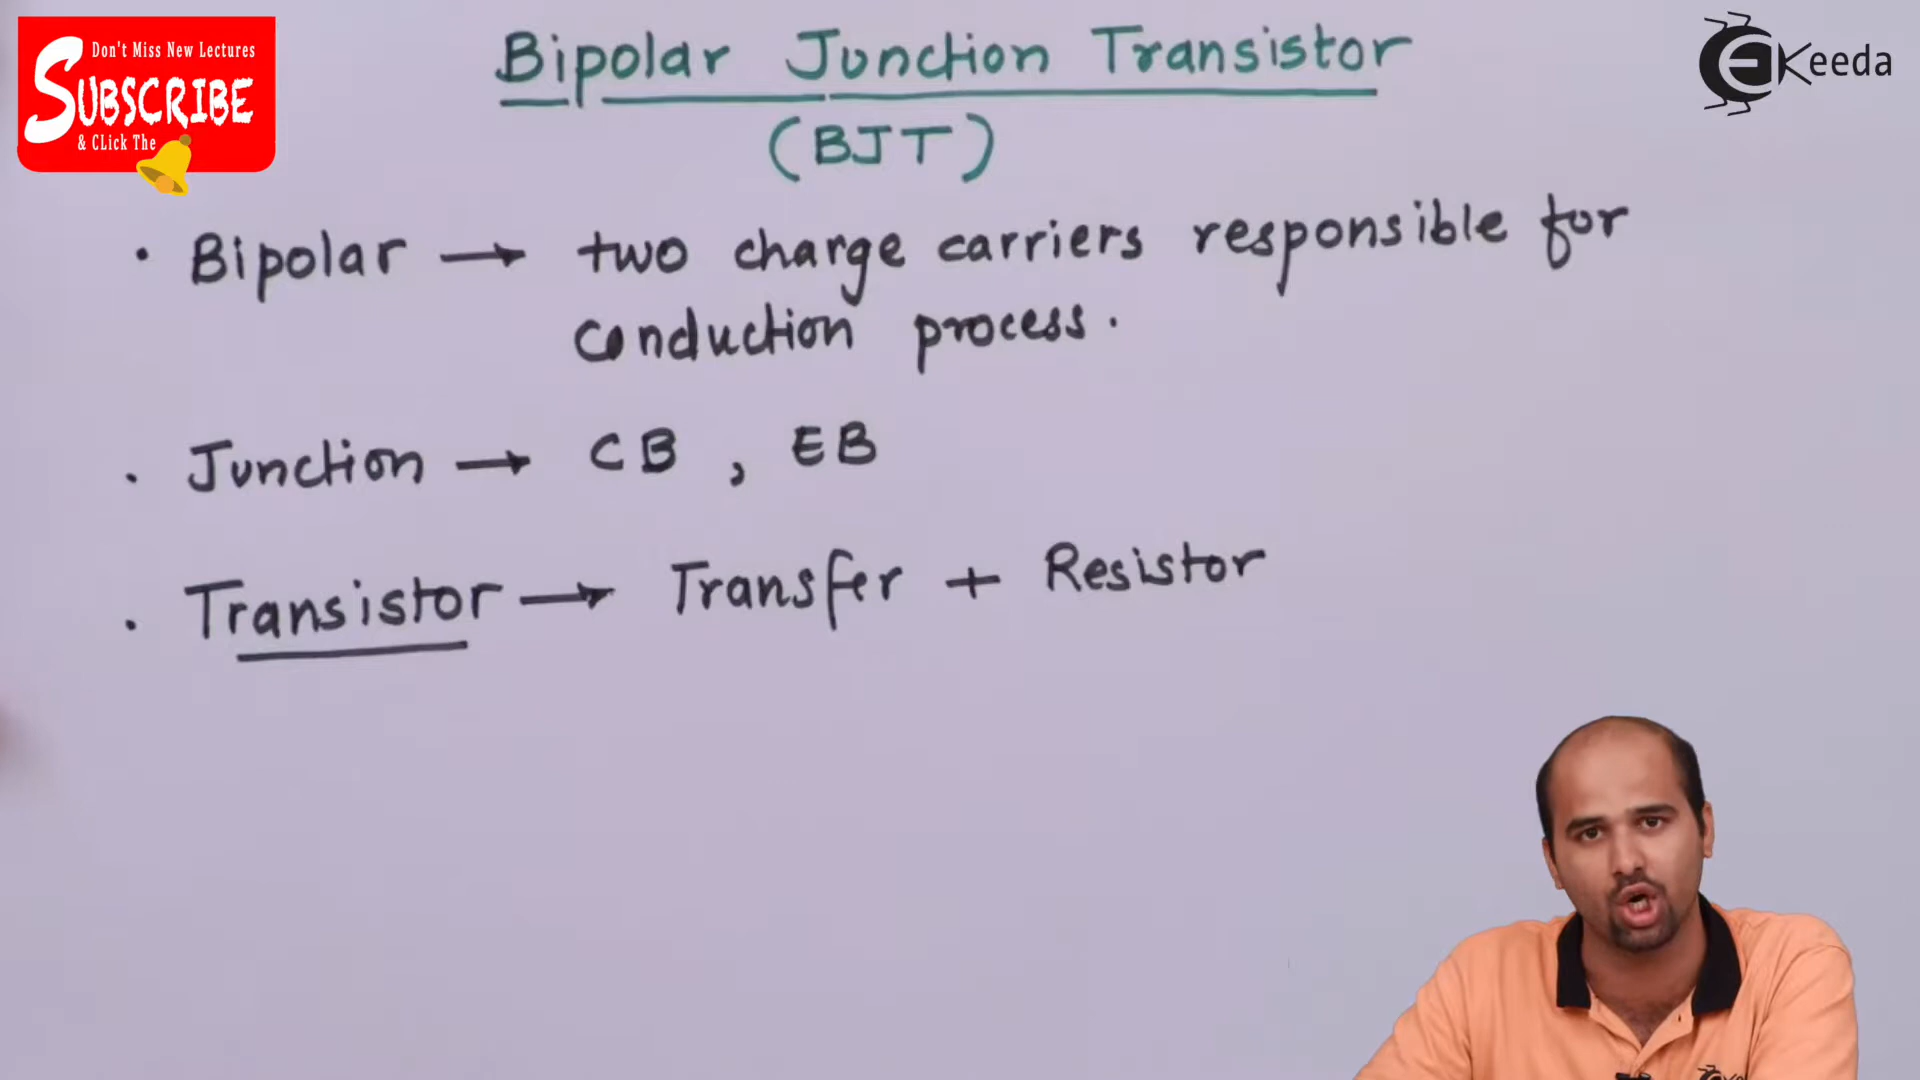 Don't Miss New Lectures
SUBSCRIBE
& CLick The
Bipolar Junction Transistor
(BJT)
eKeeda
• Bipolar → two charge carriers responsible for
conduction process.
• Junction → CB , EB
• Transistor → Transfer + Resistor